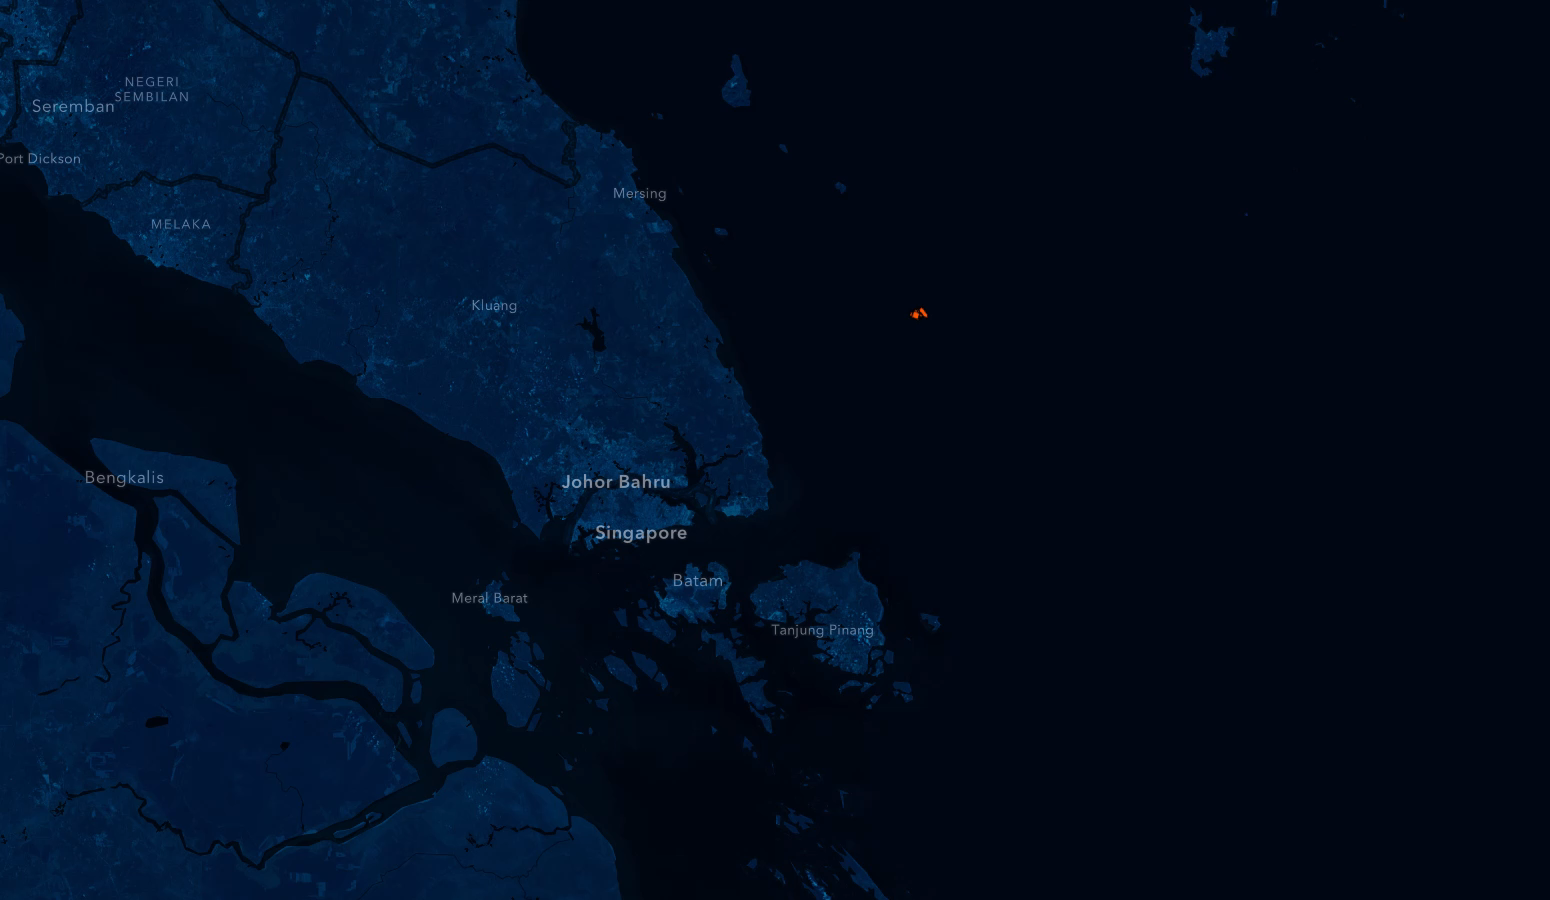 NEGERI
SEMBILAN
Seremban
Port Dickson
Mersing
MELAKA
Kluang
Bengkalis
Johor Bahru
Singapore
Batam
Meral Barat
Tanjung Pinang